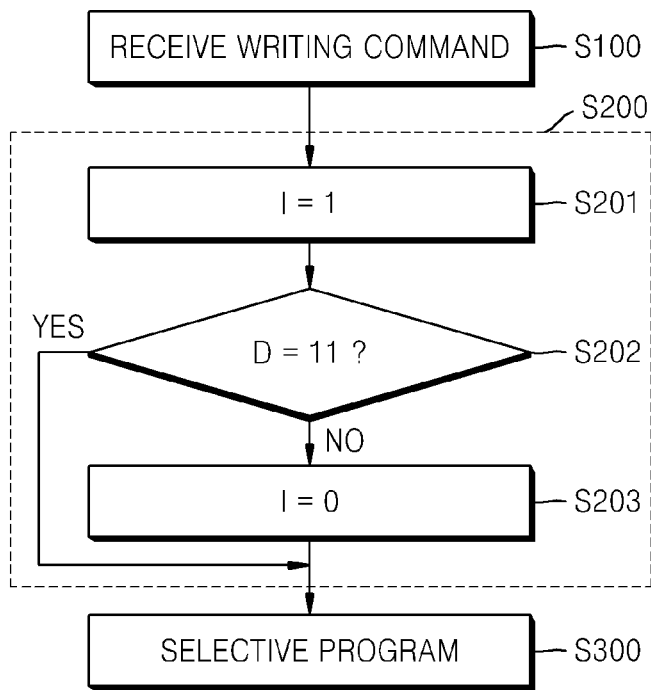 RECEIVE WRITING COMMAND S100
S200
I = 1 S201
YES
D = 11 ? S202
NO
I = 0 S203
SELECTIVE PROGRAM S300